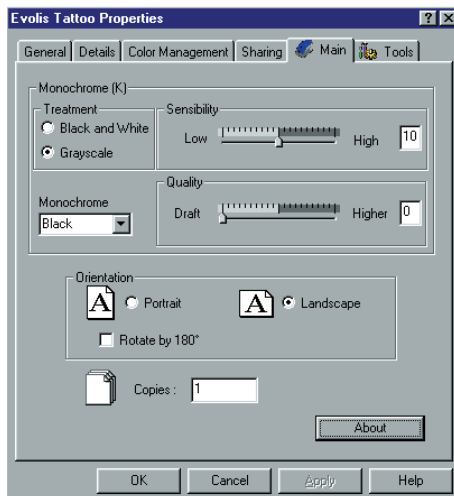 Evolis Tattoo Properties
General Details Color Management Sharing Main Tools
Monochrome (K)
Treatment
Black and White
Grayscale
Sensibility
Low High 10
Monochrome
Black
Quality
Draft Higher 0
Orientation
A Portrait A Landscape
Rotate by 180°
Copies : 1
About
OK Cancel Apply Help